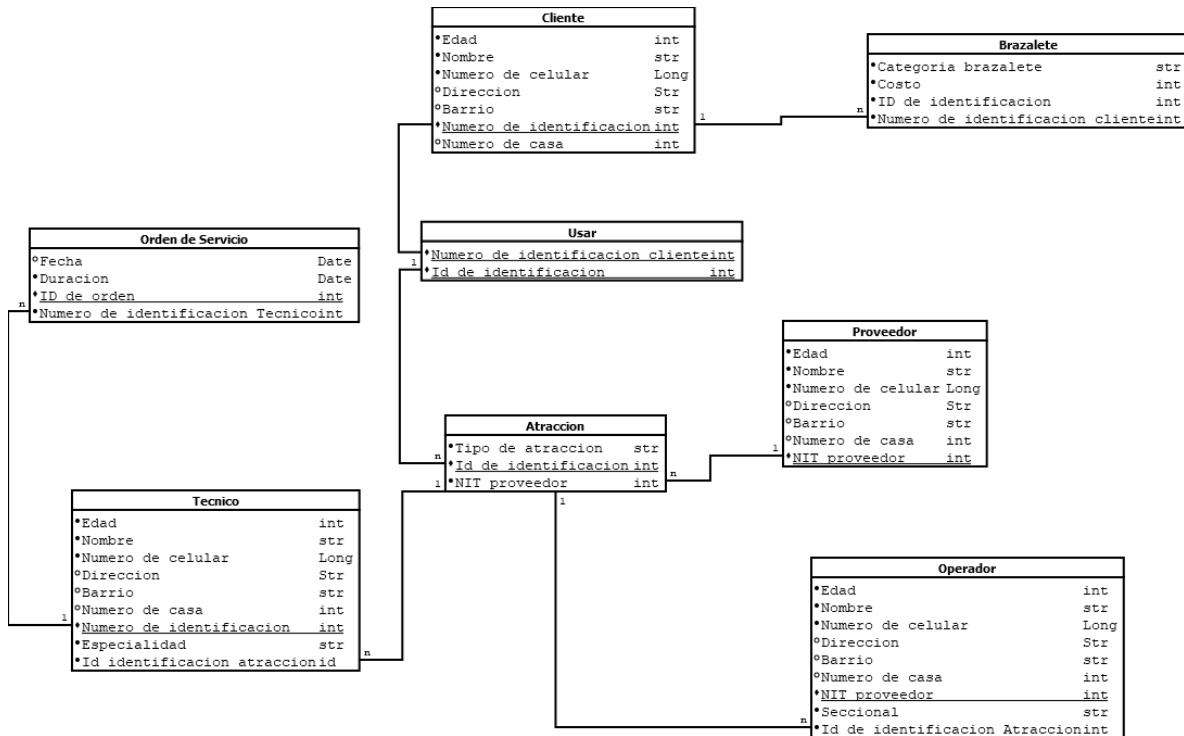 Cliente
•Edad int
•Nombre str
•Numero de celular Long
°Direccion Str
°Barrio str
♦Numero de identificacion int
°Numero de casa int
1
n
Brazalete
•Categoria brazalete str
•Costo int
•ID de identificacion int
•Numero de identificacion clienteint
Orden de Servicio
°Fecha Date
•Duracion Date
♦ID de orden int
•Numero de identificacion Tecnicoint
n
Usar
♦Numero de identificacion clienteint
♦Id de identificacion int
1
Proveedor
•Edad int
•Nombre str
•Numero de celular Long
°Direccion Str
°Barrio str
°Numero de casa int
♦NIT proveedor int
1
Atraccion
•Tipo de atraccion str
♦Id de identificacion int
•NIT proveedor int
n
n
1
1
Tecnico
•Edad int
•Nombre str
•Numero de celular Long
°Direccion Str
°Barrio str
°Numero de casa int
♦Numero de identificacion int
•Especialidad str
•Id identificacion atraccion id
1
n
Operador
•Edad int
•Nombre str
•Numero de celular Long
°Direccion Str
°Barrio str
°Numero de casa int
♦NIT proveedor int
•Seccional str
•Id de identificacion Atraccionint
n